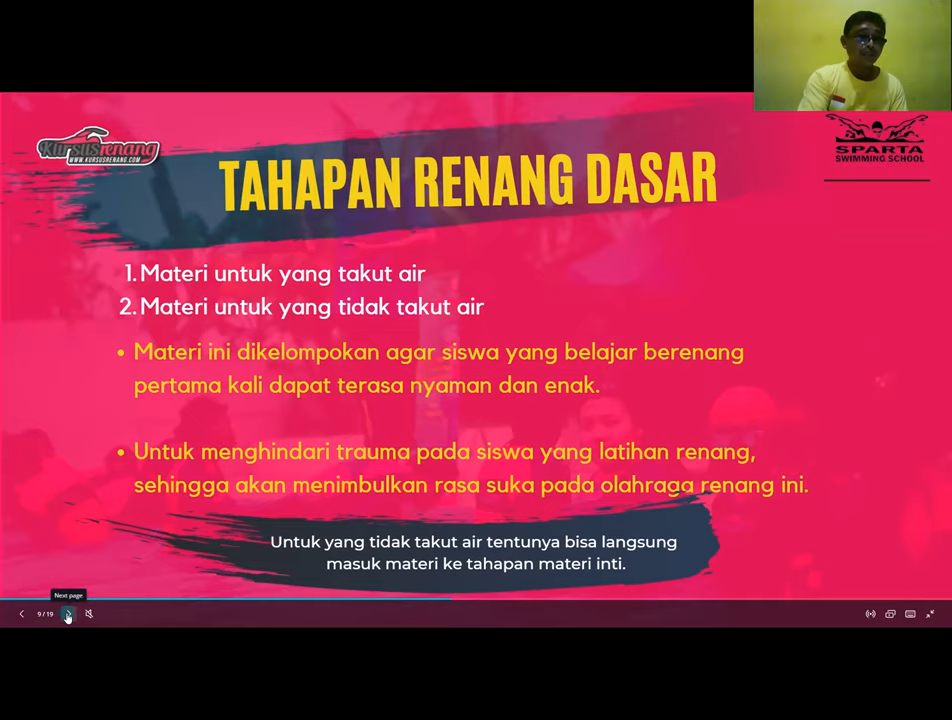 Kursusrenang
WWW.KURSUSRENANG.COM
SPARTA
SWIMMING SCHOOL
TAHAPAN RENANG DASAR
1. Materi untuk yang takut air
2. Materi untuk yang tidak takut air
• Materi ini dikelompokan agar siswa yang belajar berenang
pertama kali dapat terasa nyaman dan enak.
• Untuk menghindari trauma pada siswa yang latihan renang,
sehingga akan menimbulkan rasa suka pada olahraga renang ini.
Untuk yang tidak takut air tentunya bisa langsung
masuk materi ke tahapan materi inti.
Next page
9 / 19